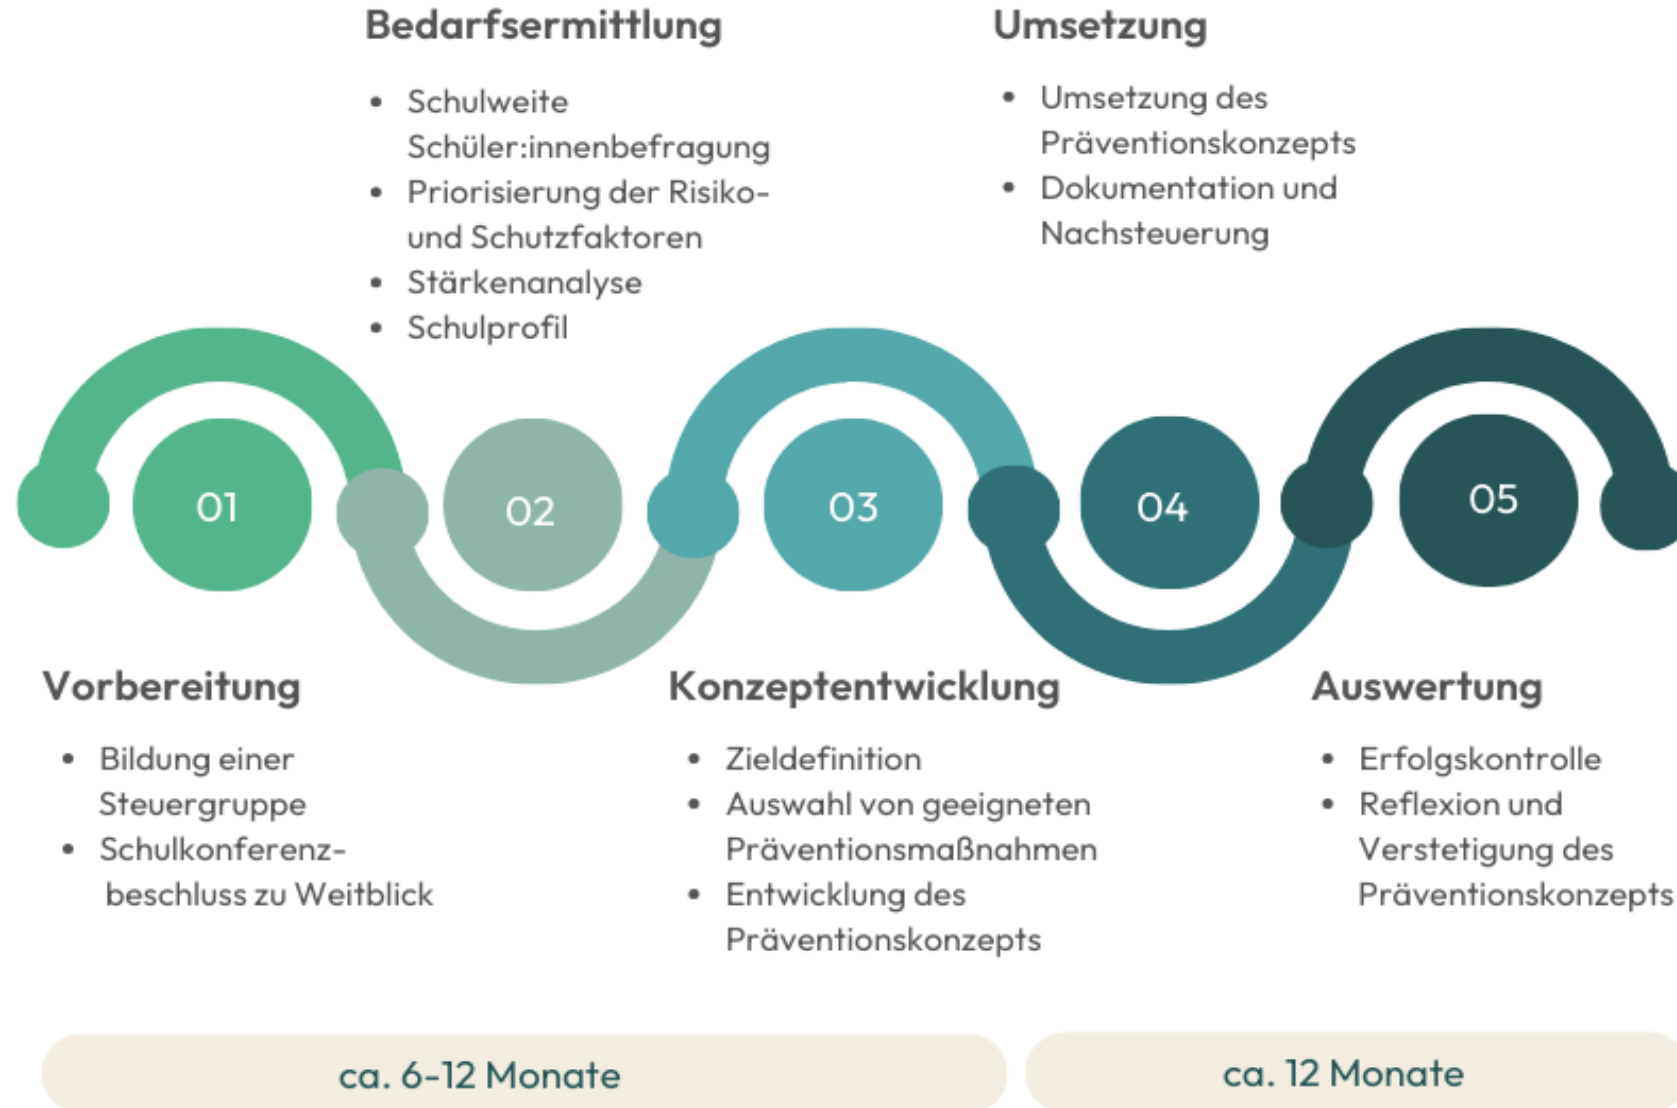 Bedarfsermittlung
• Schulweite
Schüler:innenbefragung
• Priorisierung der Risiko-
und Schutzfaktoren
• Stärkenanalyse
• Schulprofil
Umsetzung
• Umsetzung des
Präventionskonzepts
• Dokumentation und
Nachsteuerung
01
02
03
04
05
Vorbereitung
• Bildung einer
Steuergruppe
• Schulkonferenz-
beschluss zu Weitblick
Konzeptentwicklung
• Zieldefinition
• Auswahl von geeigneten
Präventionsmaßnahmen
• Entwicklung des
Präventionskonzepts
Auswertung
• Erfolgskontrolle
• Reflexion und
Verstetigung des
Präventionskonzepts
ca. 6-12 Monate
ca. 12 Monate